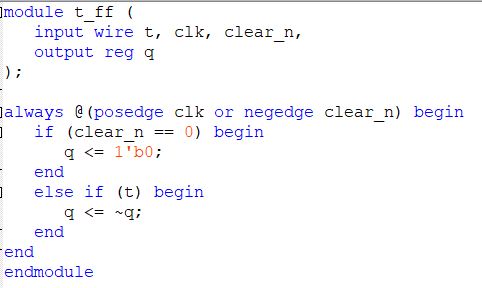 module t_ff (
   input wire t, clk, clear_n,
   output reg q
);

always @(posedge clk or negedge clear_n) begin
   if (clear_n == 0) begin
      q <= 1'b0;
   end
   else if (t) begin
      q <= ~q;
   end
end
endmodule